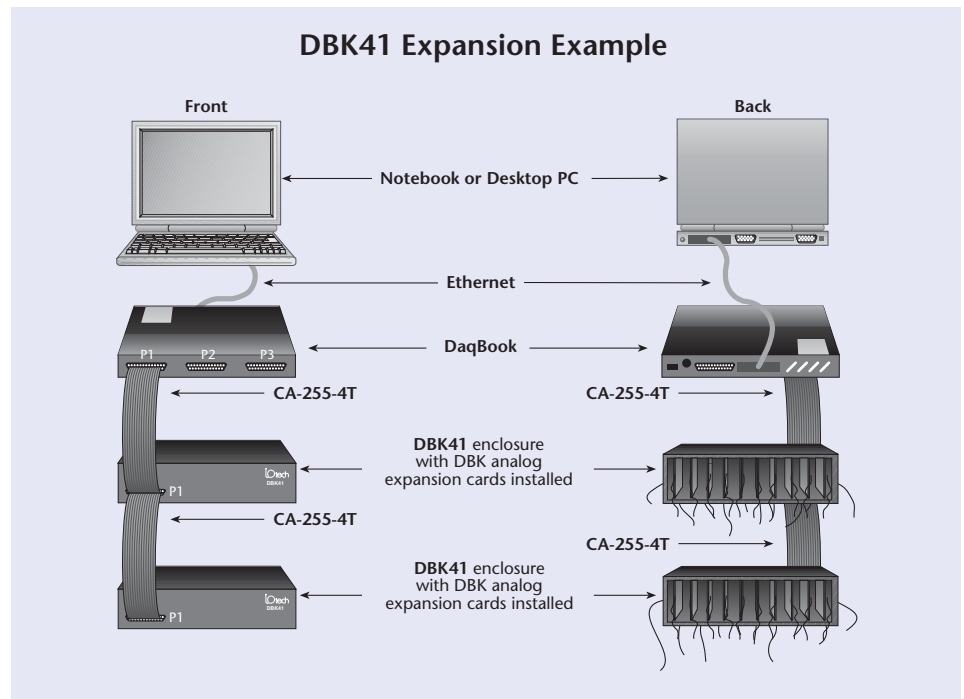 DBK41 Expansion Example
Front
Back
Notebook or Desktop PC
Ethernet
P1 P2 P3
DaqBook
CA-255-4T
CA-255-4T
DBK41 enclosure
with DBK analog
expansion cards installed
iOtech
DBK41
P1
CA-255-4T
CA-255-4T
DBK41 enclosure
with DBK analog
expansion cards installed
iOtech
DBK41
P1